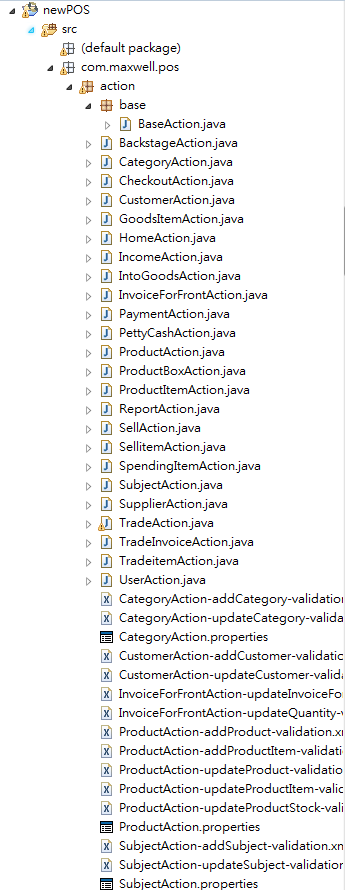 newPOS
src
(default package)
com.maxwell.pos
action
base
BaseAction.java
BackstageAction.java
CategoryAction.java
CheckoutAction.java
CustomerAction.java
GoodsItemAction.java
HomeAction.java
IncomeAction.java
IntoGoodsAction.java
InvoiceForFrontAction.java
PaymentAction.java
PettyCashAction.java
ProductAction.java
ProductBoxAction.java
ProductItemAction.java
ReportAction.java
SellAction.java
SellitemAction.java
SpendingItemAction.java
SubjectAction.java
SupplierAction.java
TradeAction.java
TradeInvoiceAction.java
TradeitemAction.java
UserAction.java
CategoryAction-addCategory-validation
CategoryAction-updateCategory-valida
CategoryAction.properties
CustomerAction-addCustomer-validatic
CustomerAction-updateCustomer-valida
InvoiceForFrontAction-updateInvoiceFo
InvoiceForFrontAction-updateQuantity-v
ProductAction-addProduct-validation.xn
ProductAction-addProductItem-validati
ProductAction-updateProduct-validation
ProductAction-updateProductItem-valid
ProductAction-updateProductStock-vali
ProductAction.properties
SubjectAction-addSubject-validation.xn
SubjectAction-updateSubject-validation
SubjectAction.properties